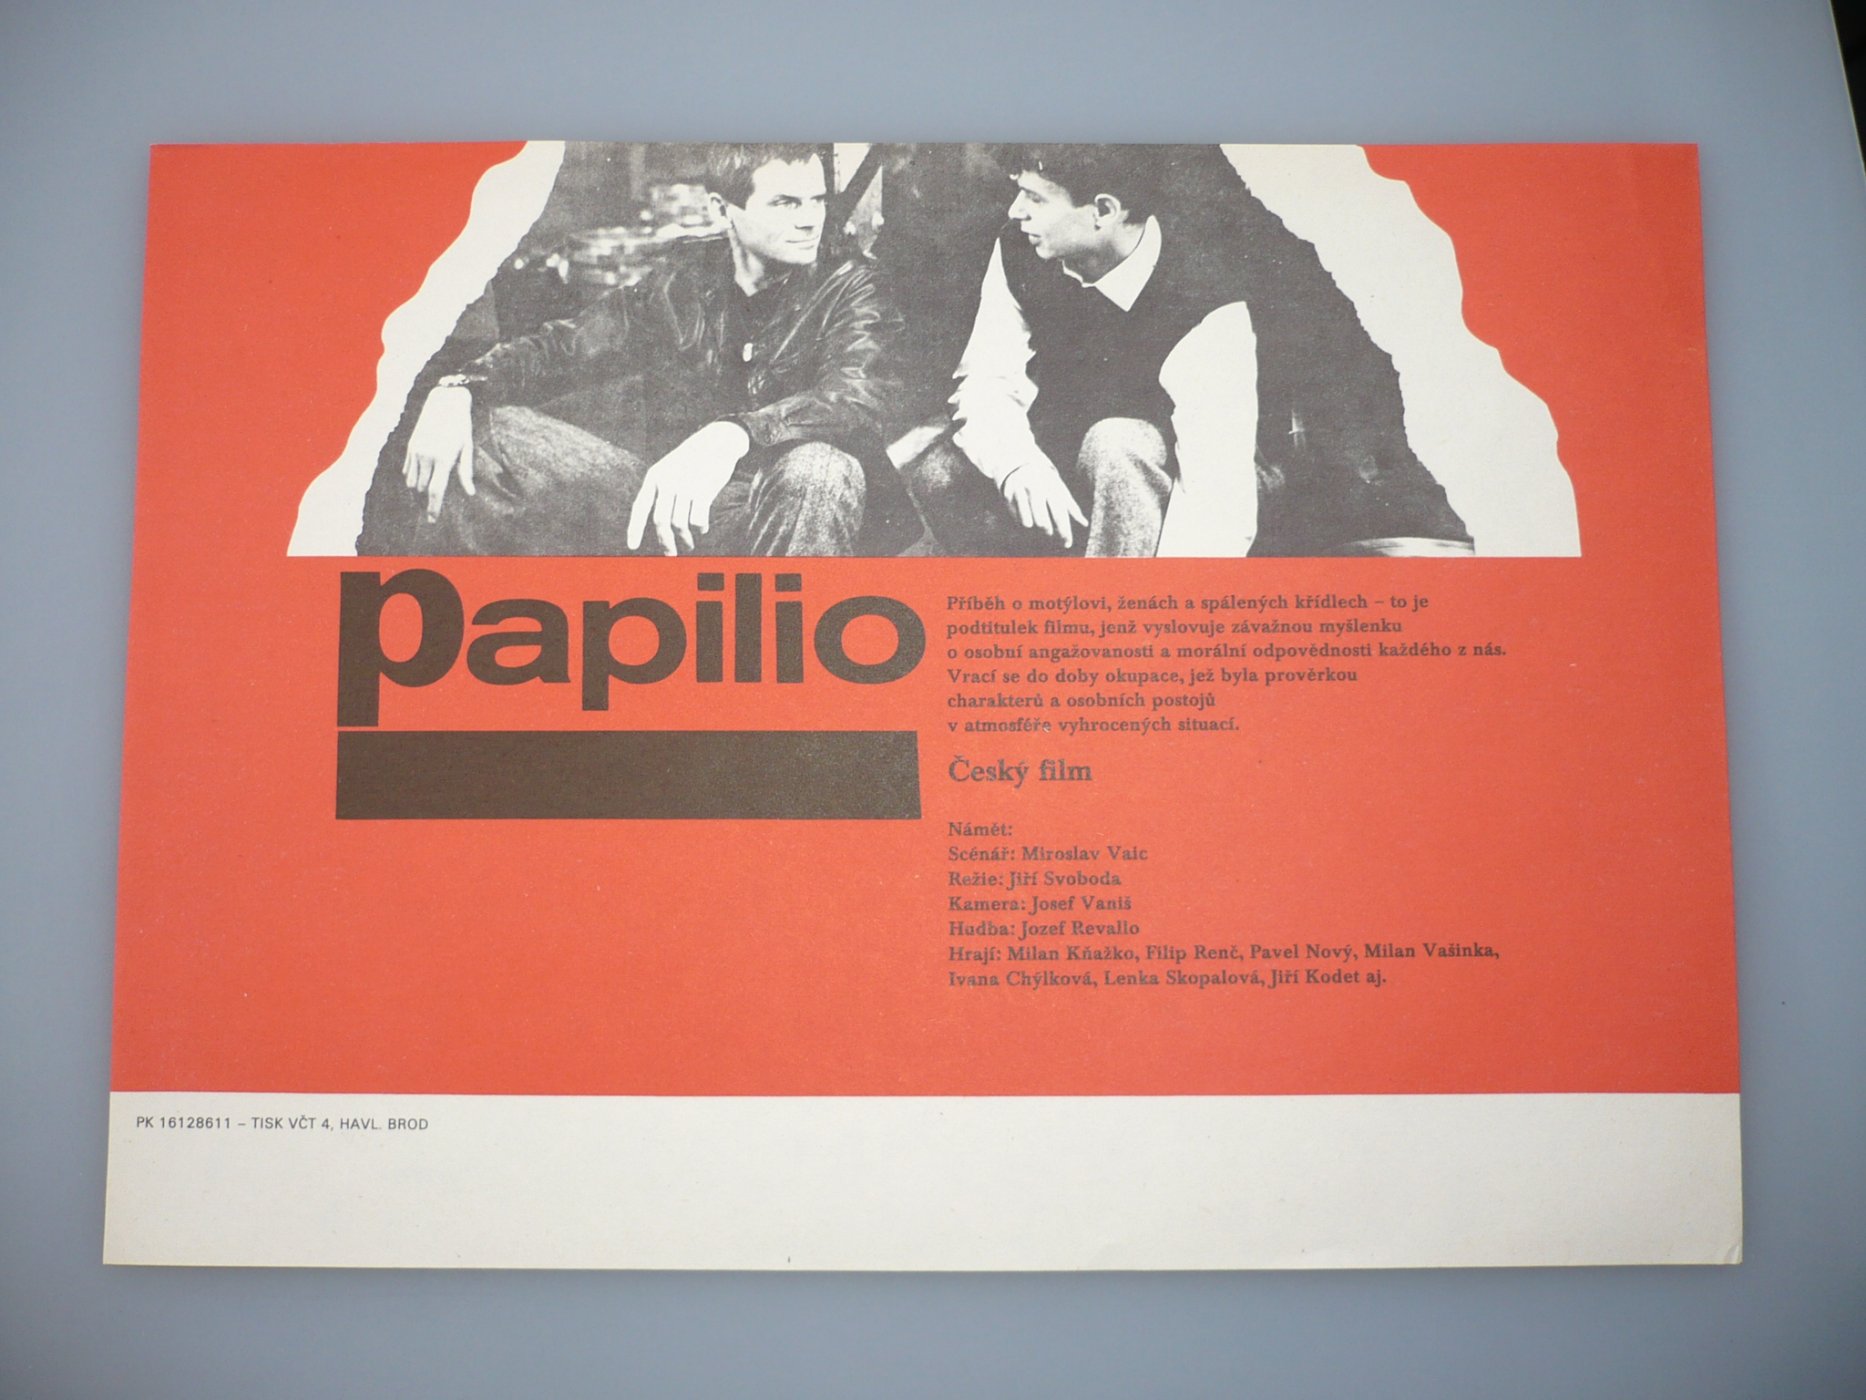 papilio
Příběh o motýlovi, ženách a spálených křídlech – to je
podtitulek filmu, jenž vyslovuje závažnou myšlenku
o osobní angažovanosti a morální odpovědnosti každého z nás.
Vrací se do doby okupace, jež byla prověrkou
charakterů a osobních postojů
v atmosféře vyhrocených situací.
Český film
Námět:
Scénář: Miroslav Vaic
Režie: Jiří Svoboda
Kamera: Josef Vaniš
Hudba: Jozef Revallo
Hrají: Milan Kňažko, Filip Renč, Pavel Nový, Milan Vašinka,
Ivana Chýlková, Lenka Skopalová, Jiří Kodet aj.
PK 16128611 – TISK VČT 4, HAVL. BROD